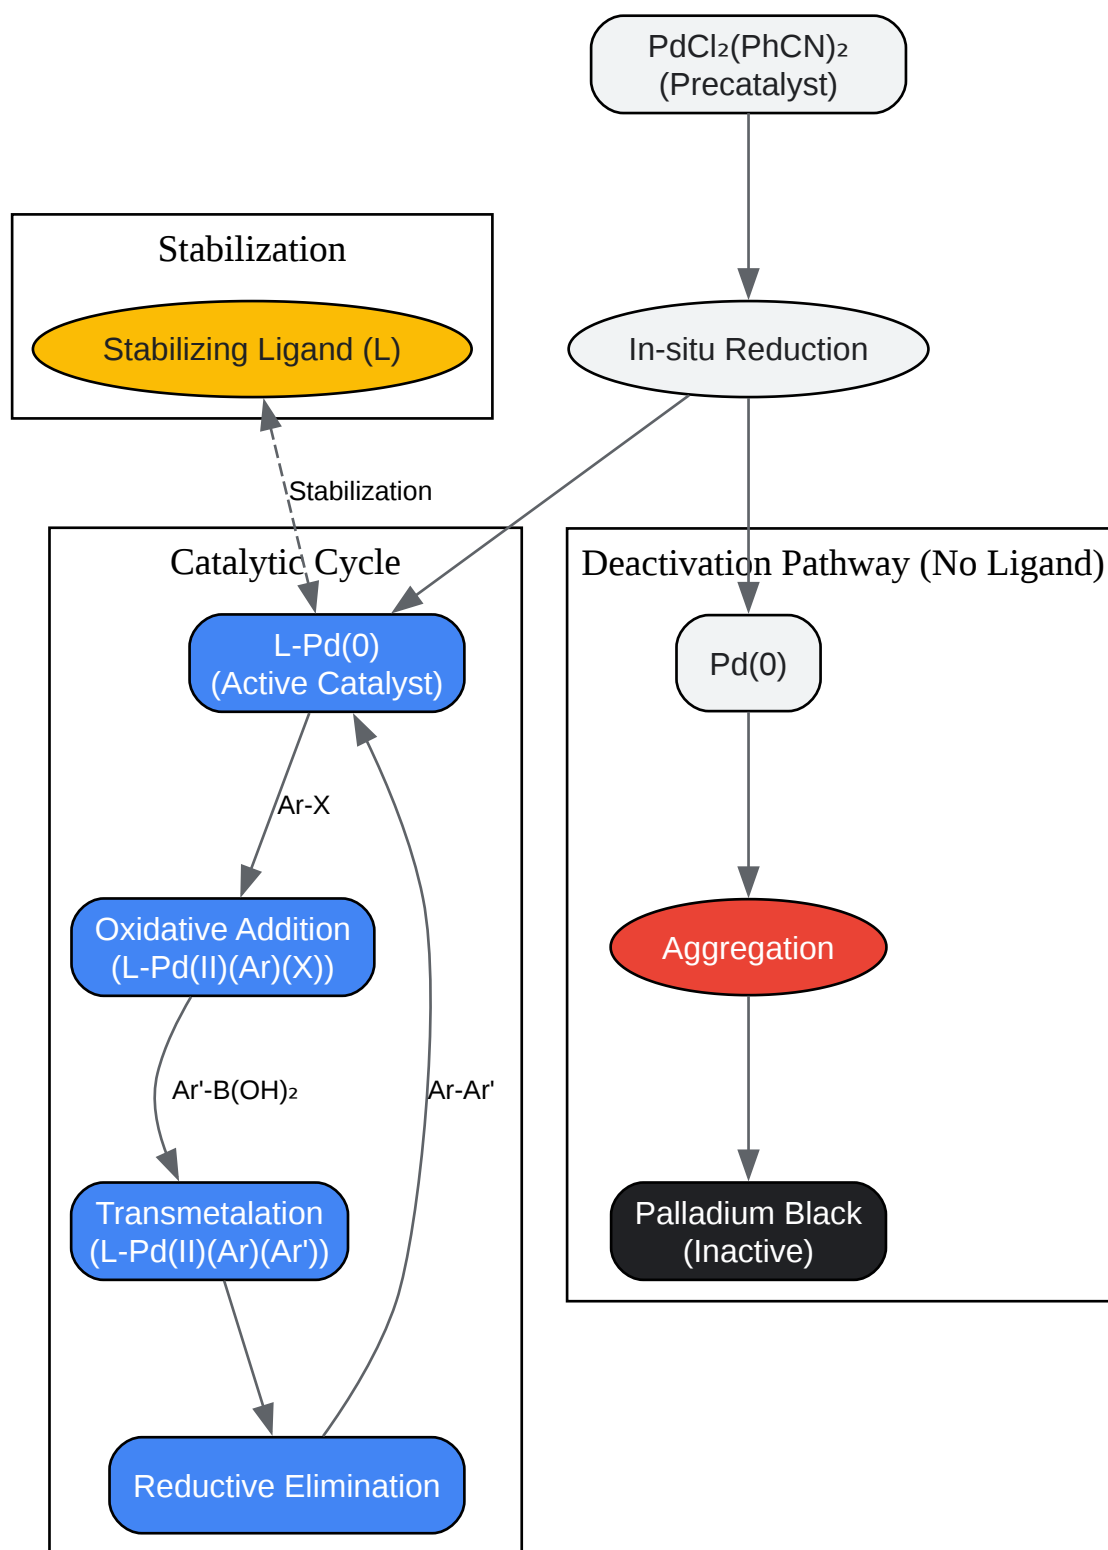 PdCl₂(PhCN)₂
(Precatalyst)
Stabilization
Stabilizing Ligand (L)
In-situ Reduction
Stabilization
Catalytic Cycle
Deactivation Pathway (No Ligand)
L-Pd(0)
(Active Catalyst)
Pd(0)
Ar-X
Oxidative Addition
(L-Pd(II)(Ar)(X))
Aggregation
Ar'-B(OH)₂
Ar-Ar'
Transmetalation
(L-Pd(II)(Ar)(Ar'))
Palladium Black
(Inactive)
Reductive Elimination